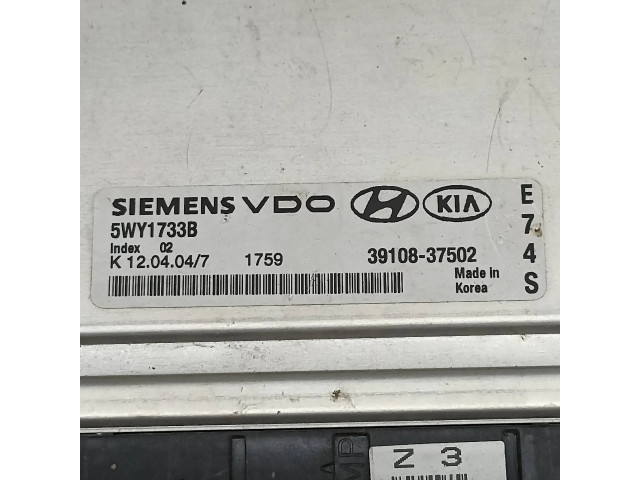 SIEMENS VDO KIA
5WY1733B
Index 02
K 12.04.04/7 1759
39108-37502
Made in
Korea
E
7
4
S
A
MP
Z 3